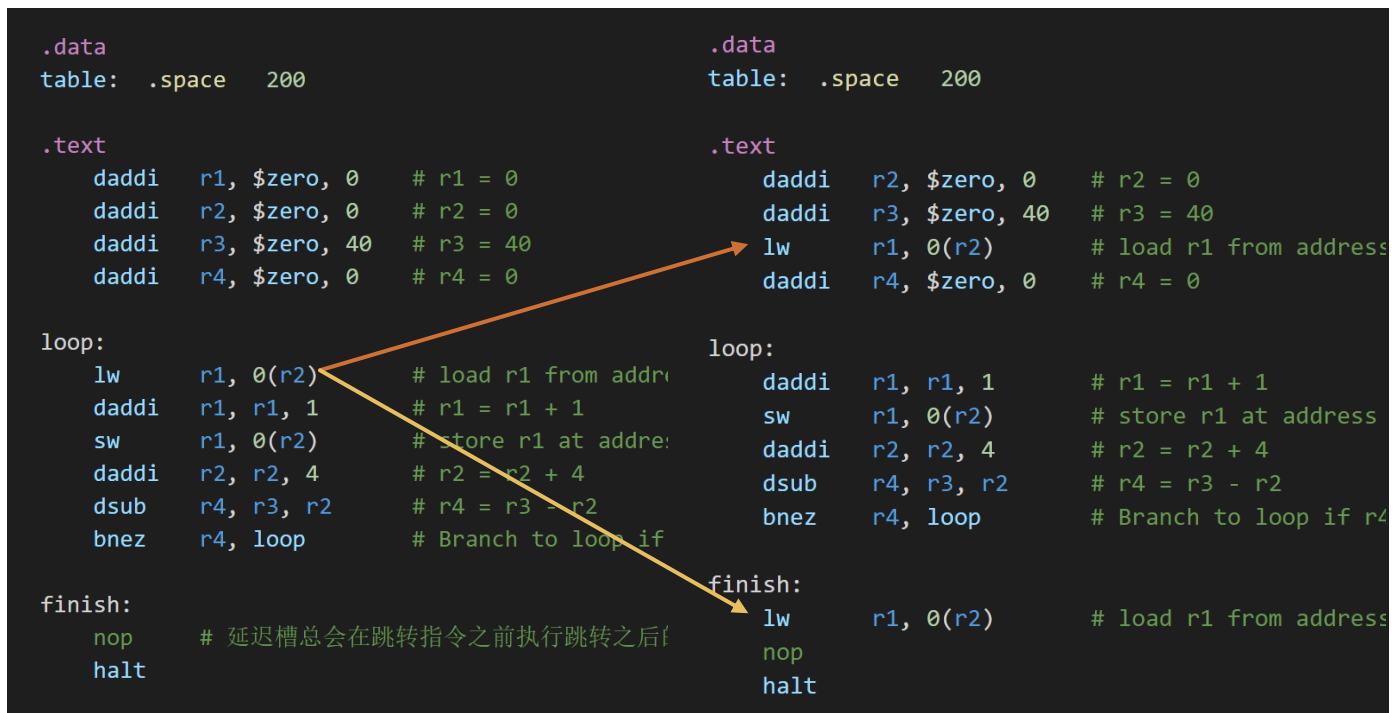 .data
table:  .space   200
.text
daddi   r1, $zero, 0    # r1 = 0
daddi   r2, $zero, 0    # r2 = 0
daddi   r3, $zero, 40   # r3 = 40
daddi   r4, $zero, 0    # r4 = 0
loop:
lw      r1, 0(r2)       # load r1 from
daddi   r1, r1, 1       # r1 = r1 + 1
sw      r1, 0(r2)       # store r1 at
daddi   r2, r2, 4       # r2 = r2 + 4
dsub    r4, r3, r2      # r4 = r3 - r2
bnez    r4, loop        # Branch to loop if
finish:
nop     # 延迟槽总会在跳转指令之前执行跳转之后的
halt
.data
table:  .space   200
.text
daddi   r2, $zero, 0    # r2 = 0
daddi   r3, $zero, 40   # r3 = 40
lw      r1, 0(r2)       # load r1 from address
daddi   r4, $zero, 0    # r4 = 0
loop:
daddi   r1, r1, 1       # r1 = r1 + 1
sw      r1, 0(r2)       # store r1 at address
daddi   r2, r2, 4       # r2 = r2 + 4
dsub    r4, r3, r2      # r4 = r3 - r2
bnez    r4, loop        # Branch to loop if r4
finish:
lw      r1, 0(r2)       # load r1 from address
nop
halt